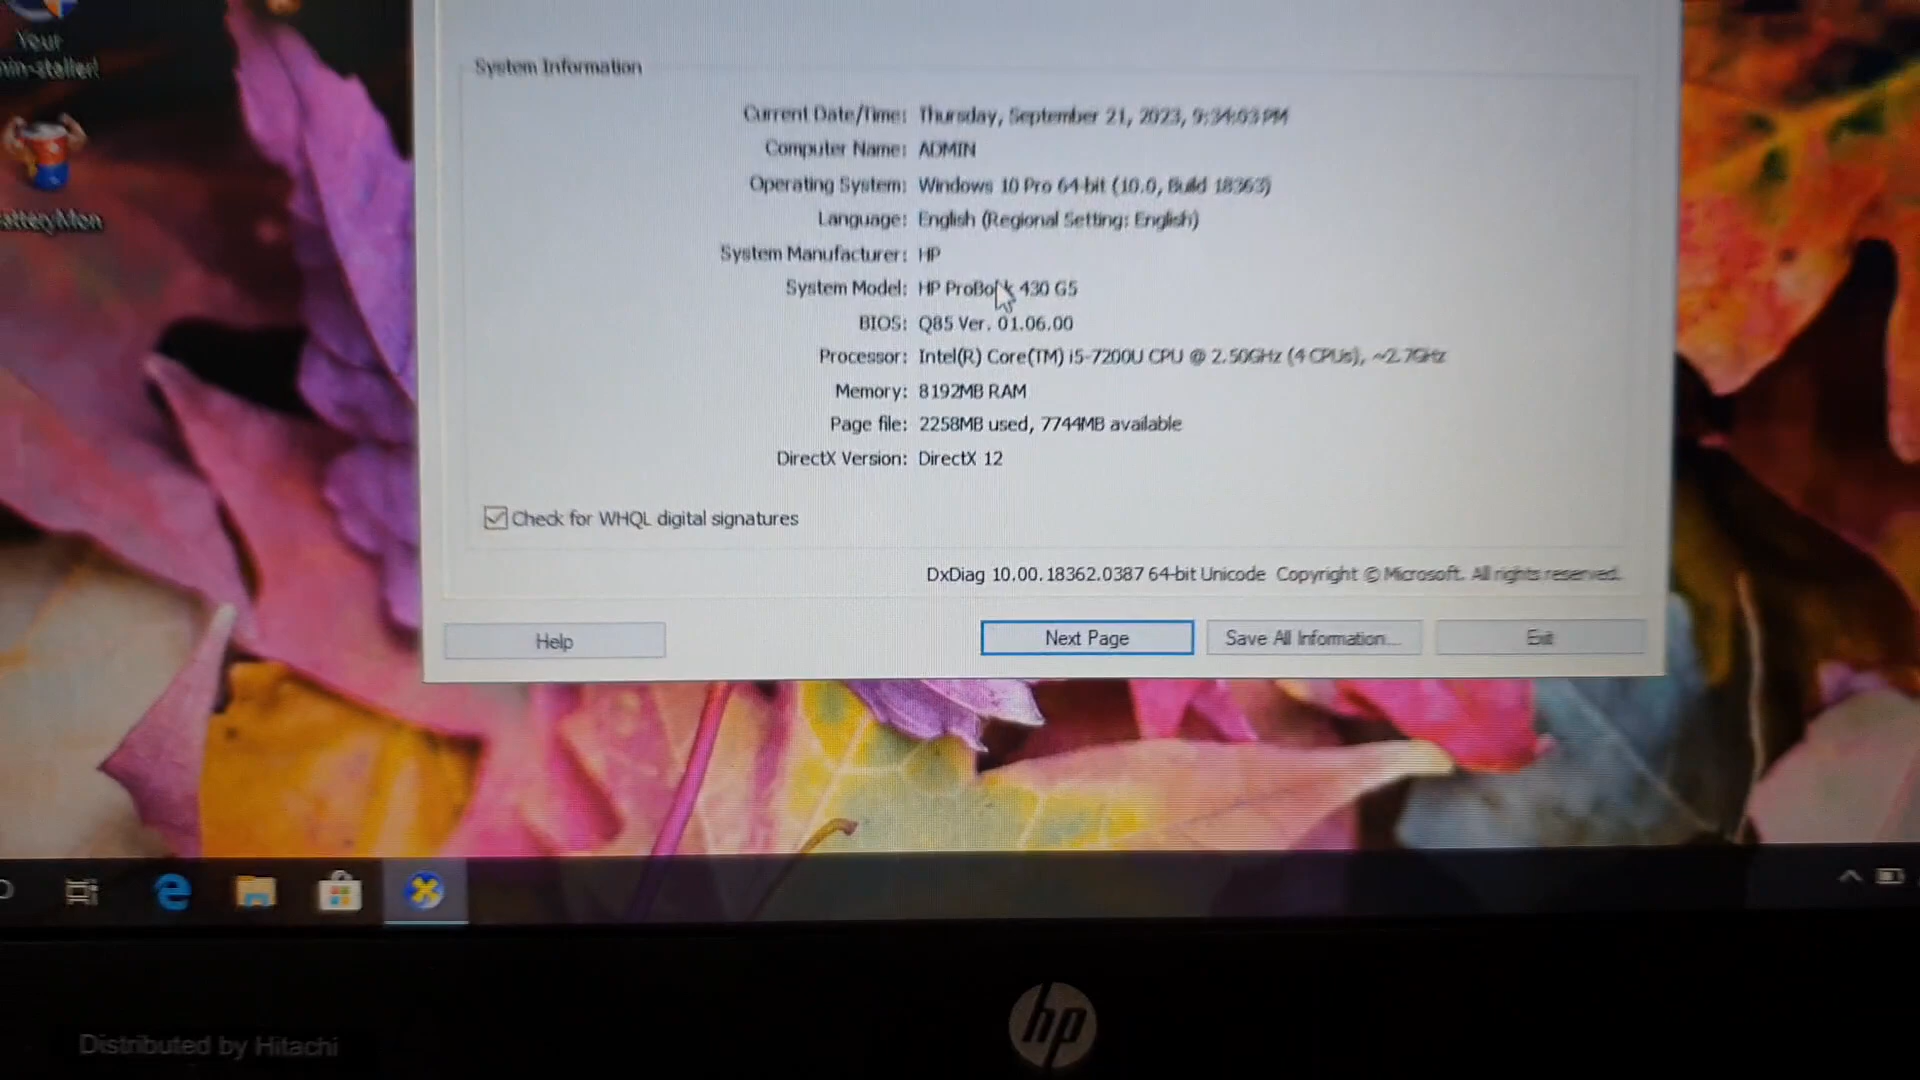 Your
System Information
Current Date/Time: Thursday, September 21, 2023, 9:34:03 PM
Computer Name: ADMIN
Operating System: Windows 10 Pro 64-bit (10.0, Build 18363)
Language: English (Regional Setting: English)
System Manufacturer: HP
System Model: HP ProBook 430 G5
BIOS: Q85 Ver. 01.06.00
Processor: Intel(R) Core(TM) i5-7200U CPU @ 2.50GHz (4 CPUs), ~2.7GHz
Memory: 8192MB RAM
Page file: 2258MB used, 7744MB available
DirectX Version: DirectX 12
Check for WHQL digital signatures
DxDiag 10.00.18362.0387 64-bit Unicode Copyright © Microsoft. All rights reserved.
Help
Next Page
Save All Information...
Exit
hp
Distributed by Hitachi